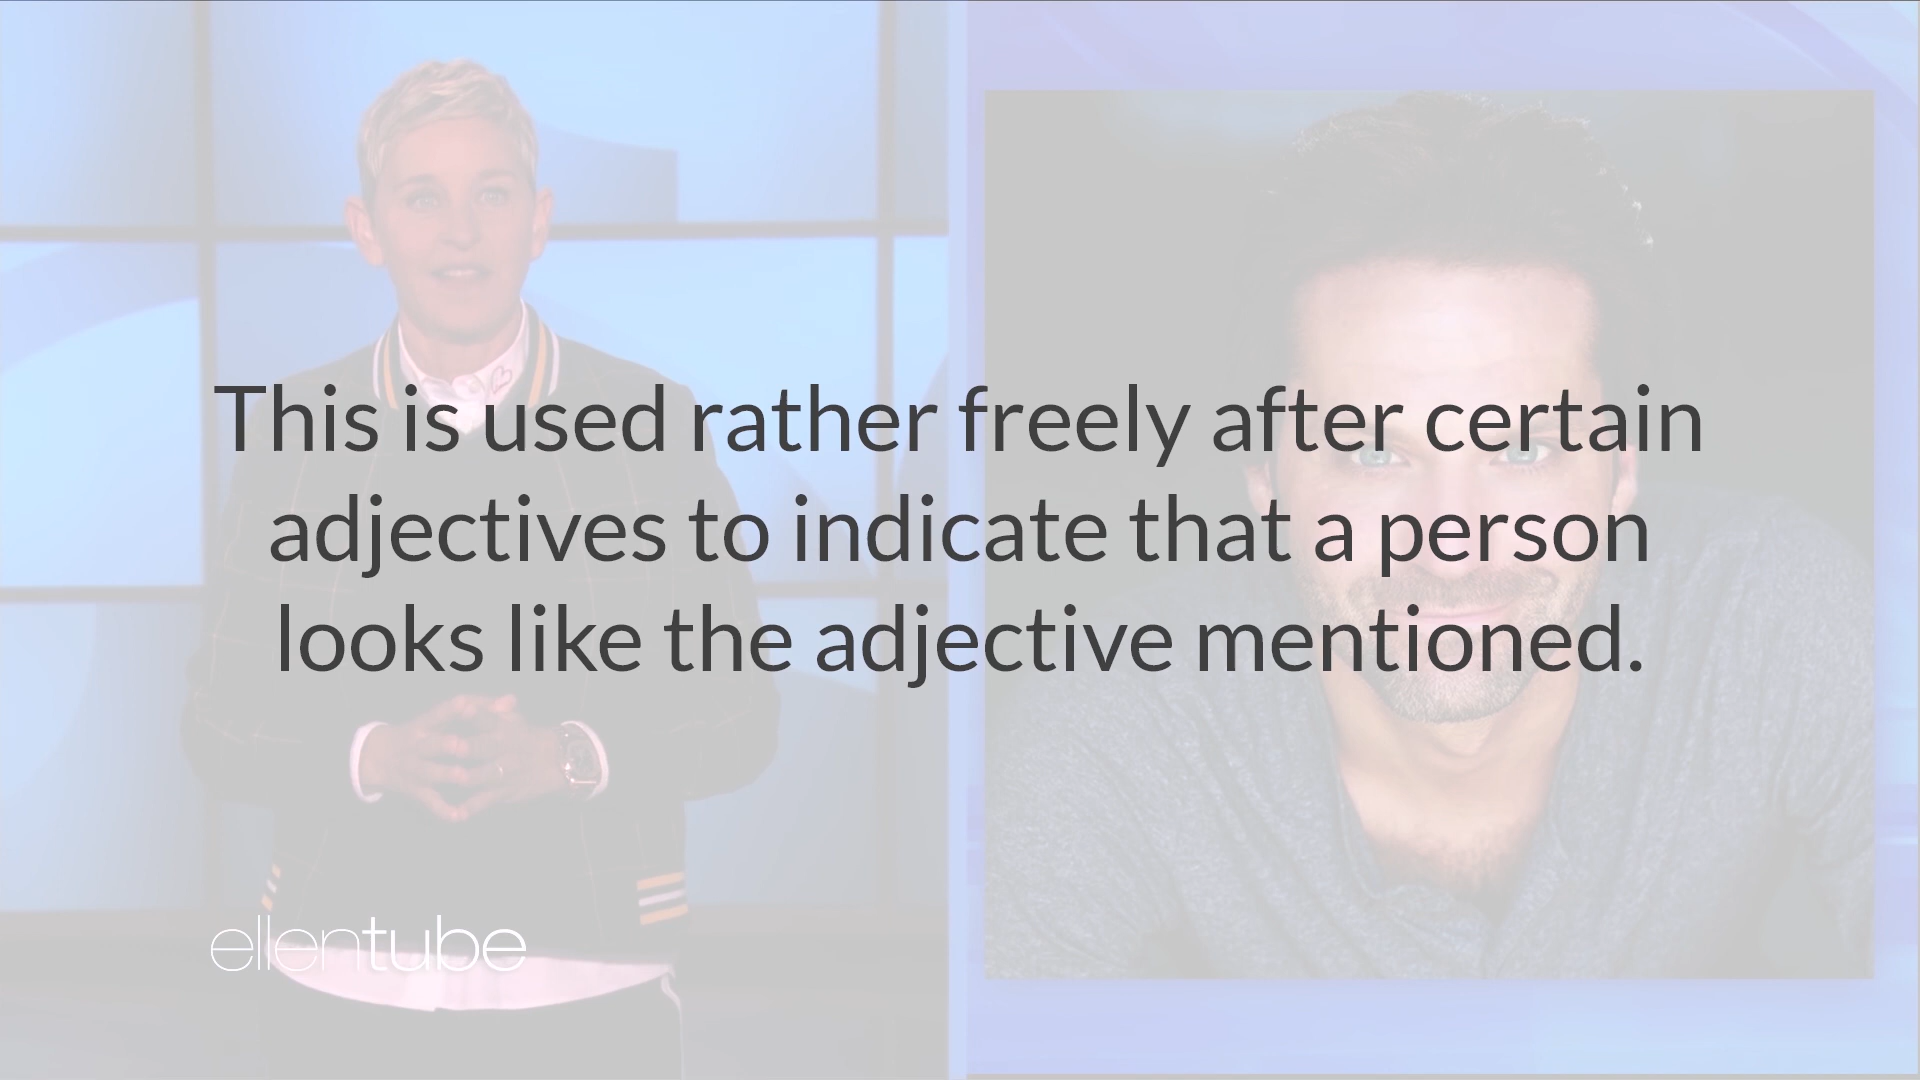 This is used rather freely after certain
adjectives to indicate that a person
looks like the adjective mentioned.
ellentube